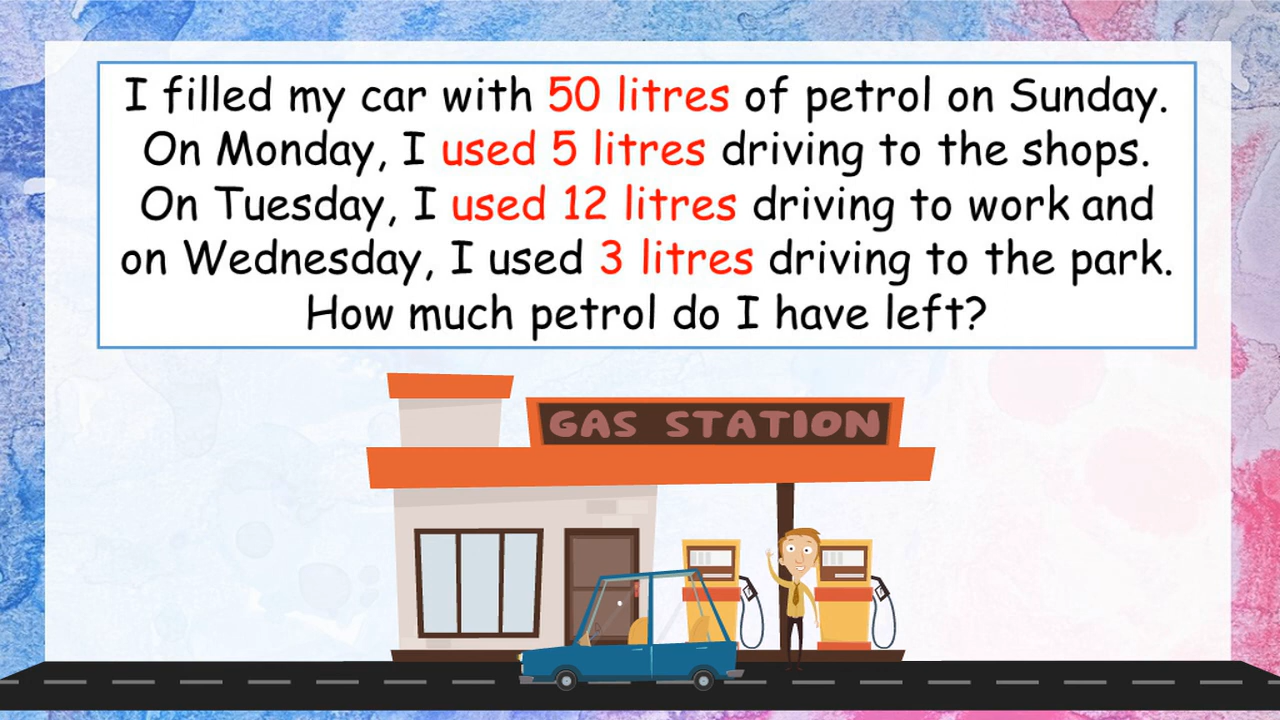 I filled my car with 50 litres of petrol on Sunday.
On Monday, I used 5 litres driving to the shops.
On Tuesday, I used 12 litres driving to work and
on Wednesday, I used 3 litres driving to the park.
How much petrol do I have left?
GAS STATION